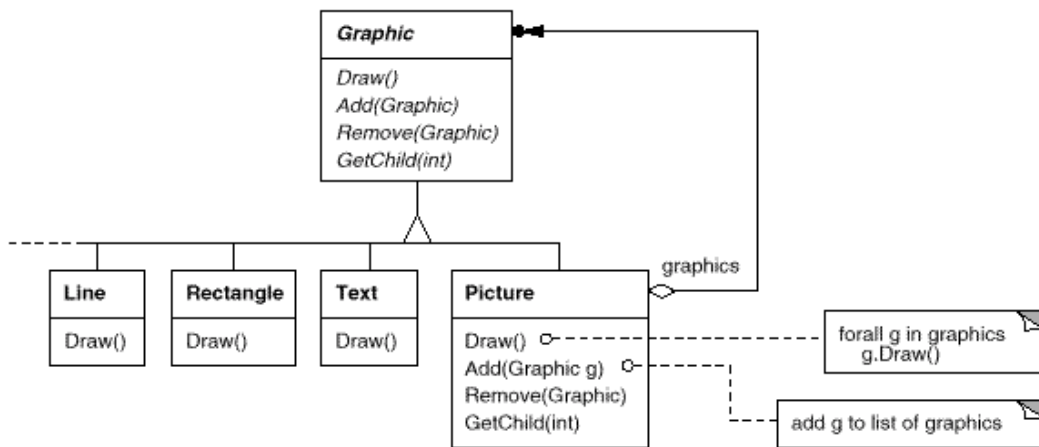 Graphic
Draw()
Add(Graphic)
Remove(Graphic)
GetChild(int)
graphics
Line
Draw()
Rectangle
Draw()
Text
Draw()
Picture
Draw()
Add(Graphic g)
Remove(Graphic)
GetChild(int)
forall g in graphics
g.Draw()
add g to list of graphics